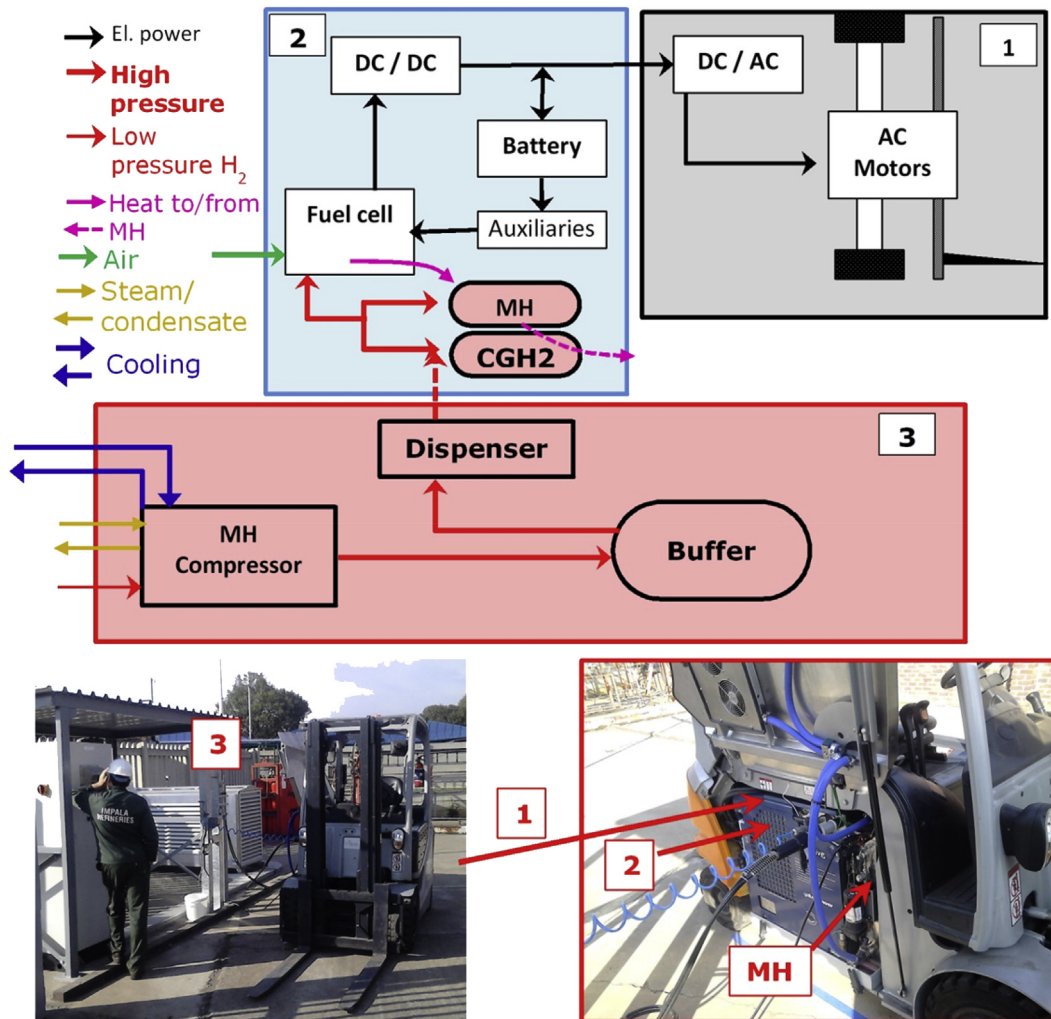 El. power
High
pressure
Low
pressure H₂
Heat to/from
MH
Air
Steam/
condensate
Cooling
2
DC / DC
Battery
Fuel cell
Auxiliaries
MH
CGH2
1
DC / AC
AC
Motors
3
Dispenser
MH
Compressor
Buffer
3
IMPALA
REFINERIES
1
2
MH